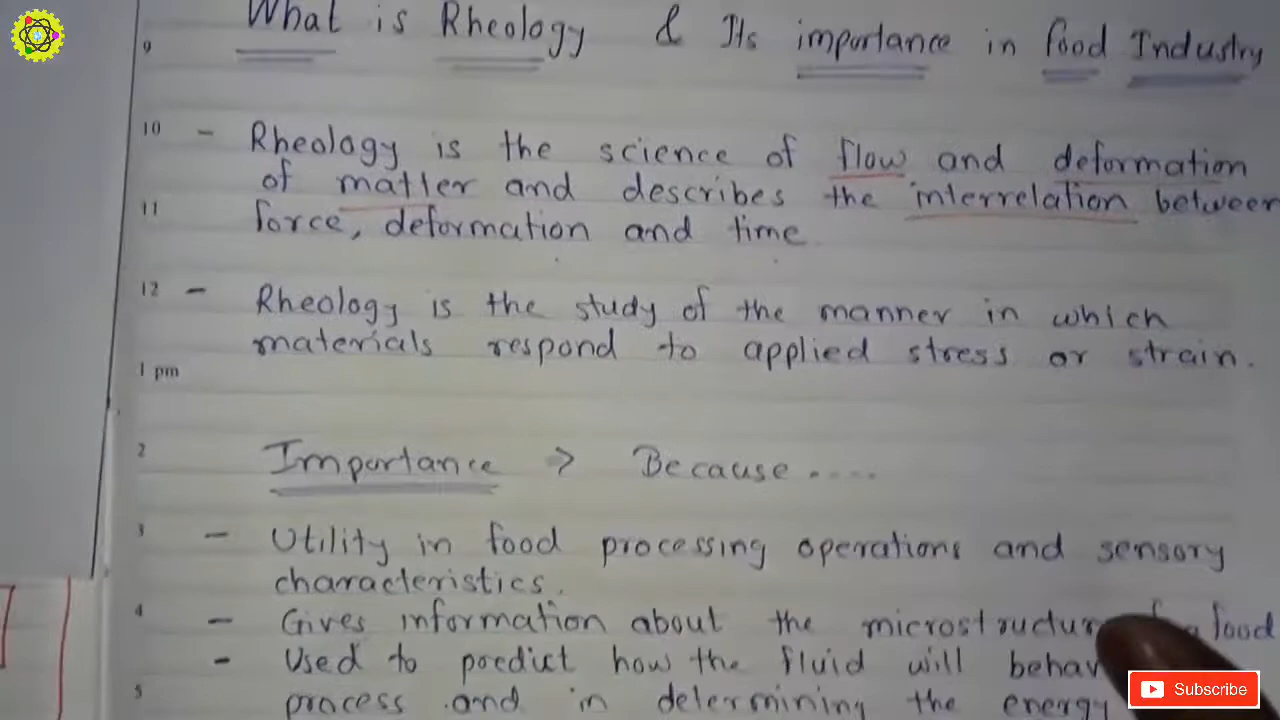 What is Rheology & Its importance in food Industry
9
10 - Rheology is the science of flow and deformation
of matter and describes the interrelation between
11 force, deformation and time
12 - Rheology is the study of the manner in which
materials respond to applied stress or strain.
1 pm
2 Importance → Because ....
3 - Utility in food processing operations and sensory
characteristics.
4 - Gives information about the food
- Used to predict how the fluid will
5 process and in determining the energy
Subscribe